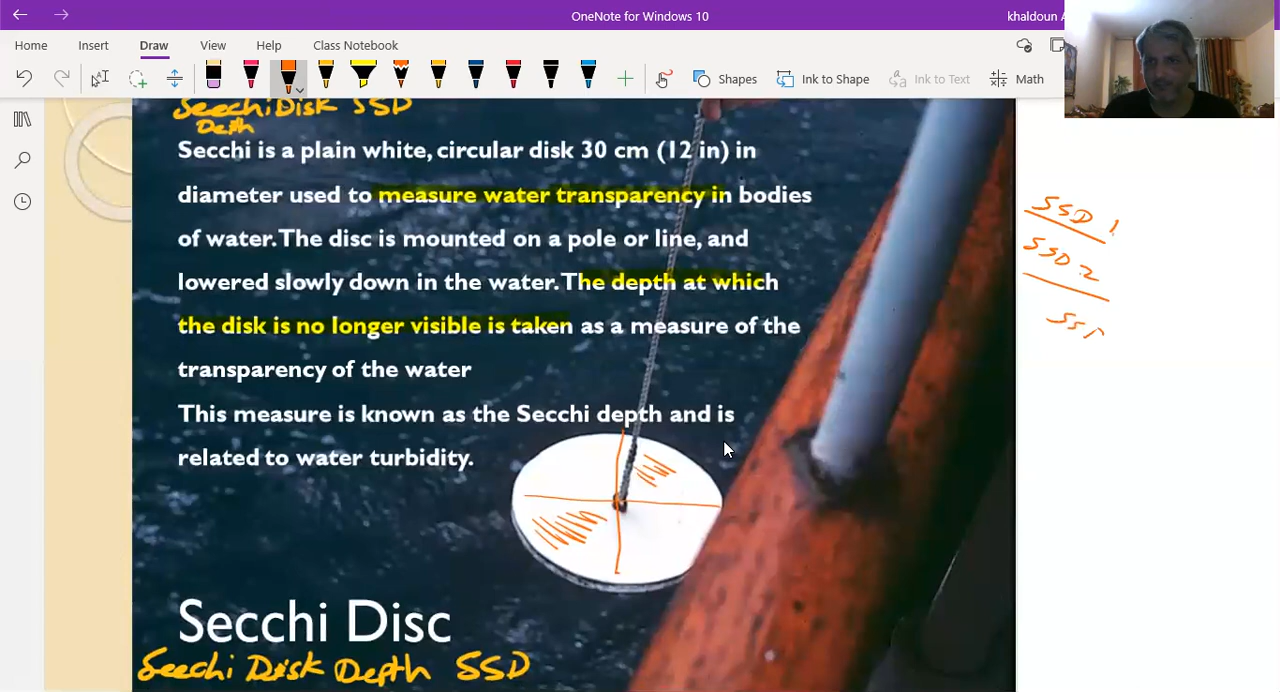 OneNote for Windows 10
khaldoun A
Home Insert Draw View Help Class Notebook
Shapes Ink to Shape Ink to Text Math
Seechi Disk SSD
Depth
Secchi is a plain white, circular disk 30 cm (12 in) in
diameter used to measure water transparency in bodies
of water. The disc is mounted on a pole or line, and
lowered slowly down in the water. The depth at which
the disk is no longer visible is taken as a measure of the
transparency of the water
This measure is known as the Secchi depth and is
related to water turbidity.
Secchi Disc
Seechi Disk Depth SSD
SSD 1
SSD 2